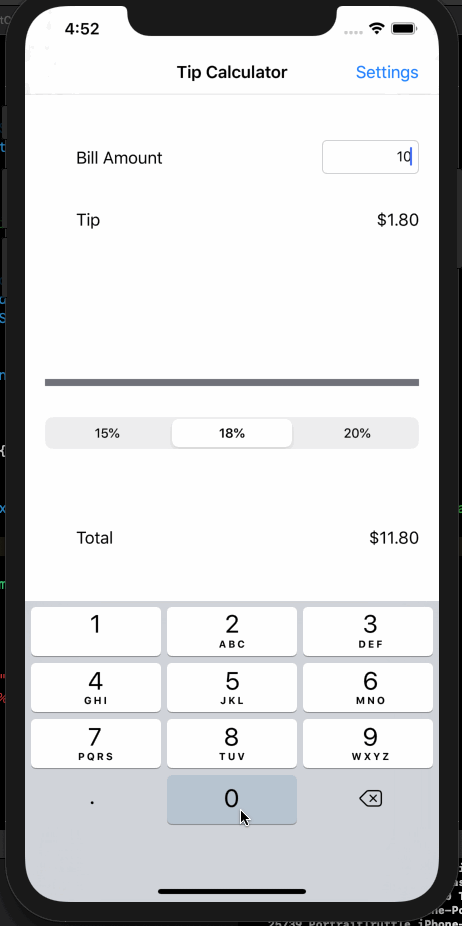 4:52
Tip Calculator Settings
Bill Amount 10
Tip $1.80
15% 18% 20%
Total $11.80
1 2 3
ABC DEF
4 5 6
GHI JKL MNO
7 8 9
PQRS TUV WXYZ
. 0